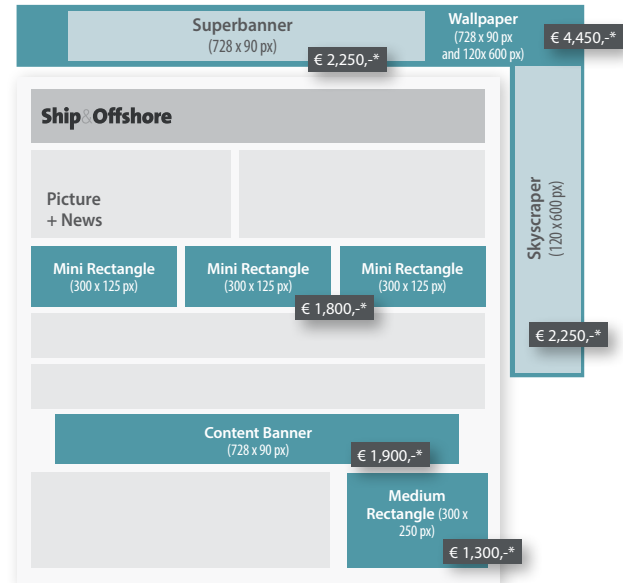 Superbanner
(728 x 90 px)
€ 2,250,-*
Wallpaper
(728 x 90 px
and 120x 600 px)
€ 4,450,-*
Ship&Offshore
Skyscraper
(120 x 600 px)
€ 2,250,-*
Picture
+ News
Mini Rectangle
(300 x 125 px)
Mini Rectangle
(300 x 125 px)
Mini Rectangle
(300 x 125 px)
€ 1,800,-*
Content Banner
(728 x 90 px)
€ 1,900,-*
Medium
Rectangle (300 x
250 px)
€ 1,300,-*